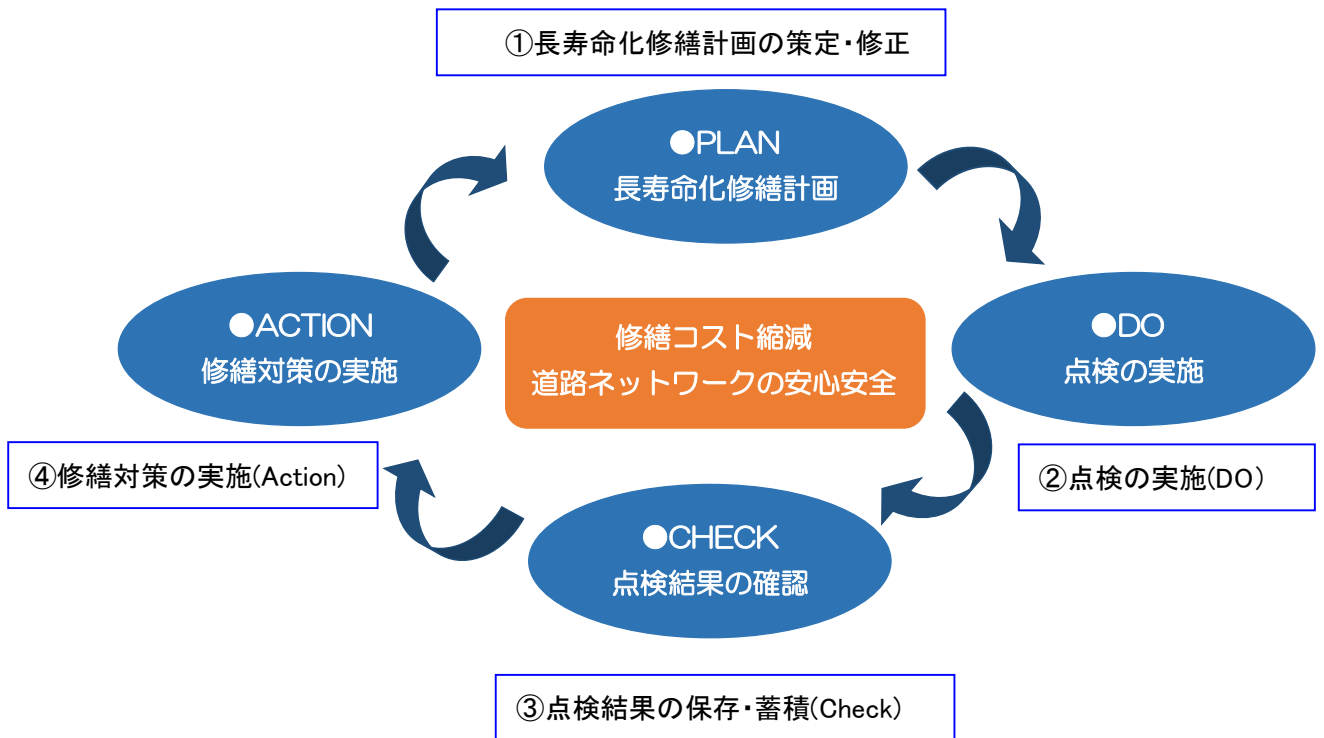 ①長寿命化修繕計画の策定・修正
●PLAN
長寿命化修繕計画
●ACTION
修繕対策の実施
修繕コスト縮減
道路ネットワークの安心安全
●DO
点検の実施
④修繕対策の実施(Action)
②点検の実施(DO)
●CHECK
点検結果の確認
③点検結果の保存・蓄積(Check)